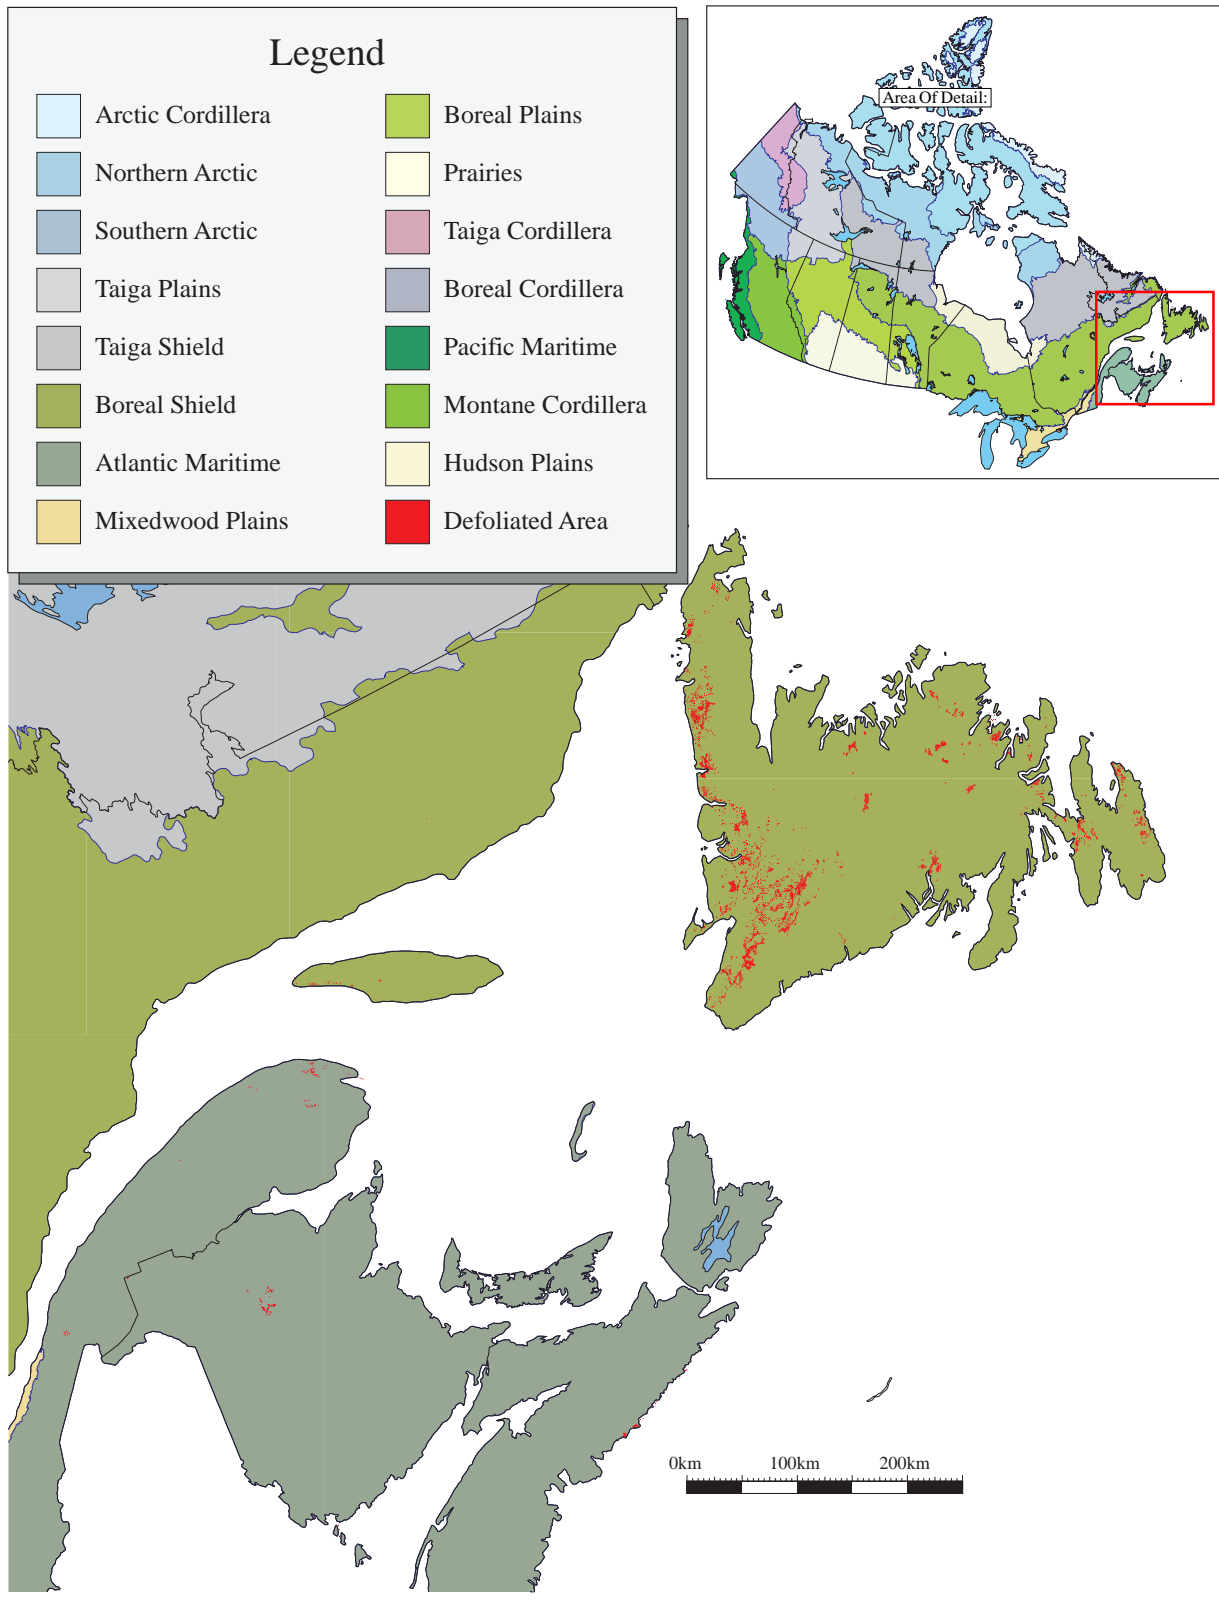 Legend
Arctic Cordillera
Northern Arctic
Southern Arctic
Taiga Plains
Taiga Shield
Boreal Shield
Atlantic Maritime
Mixedwood Plains
Boreal Plains
Prairies
Taiga Cordillera
Boreal Cordillera
Pacific Maritime
Montane Cordillera
Hudson Plains
Defoliated Area
Area Of Detail:
0km 100km 200km